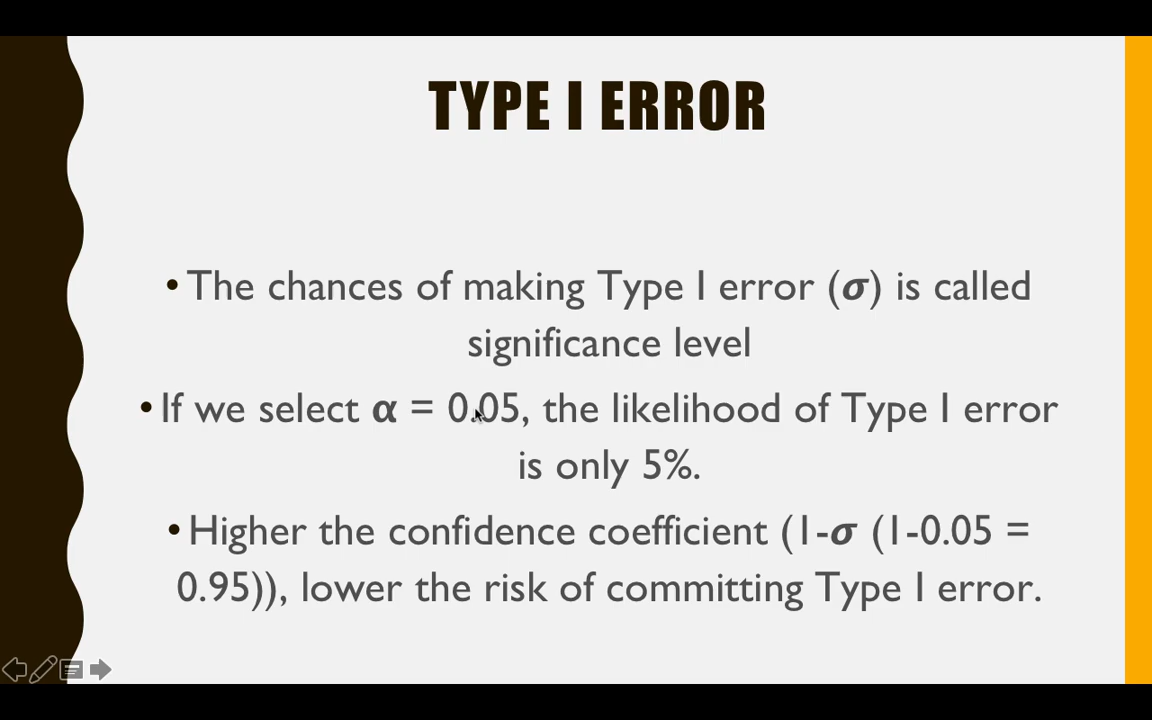 TYPE I ERROR
•The chances of making Type I error (σ) is called
significance level
•If we select α = 0.05, the likelihood of Type I error
is only 5%.
•Higher the confidence coefficient (1-σ (1-0.05 =
0.95)), lower the risk of committing Type I error.